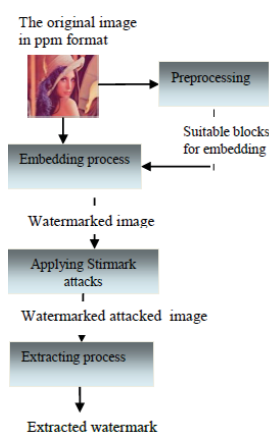 The original image
in ppm format
Preprocessing
Suitable blocks
for embedding
Embedding process
Watermarked image
Applying Stirmark
attacks
Watermarked attacked image
Extracting process
Extracted watermark